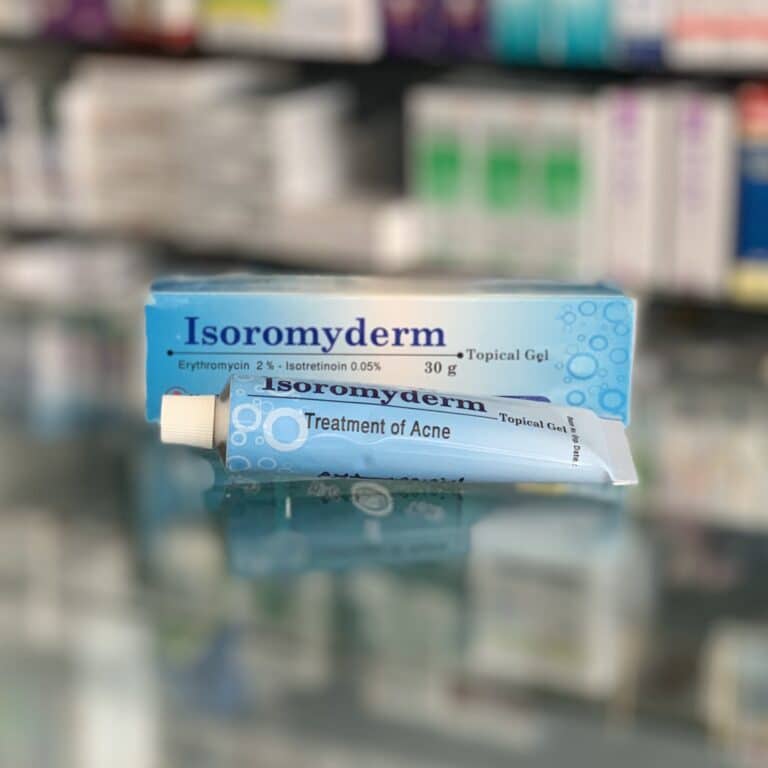 Isoromyderm
Topical Gel
Erythromycin 2 % - Isotretinoin 0.05%
30 g
Isoromyderm
Topical Gel
Treatment of Acne